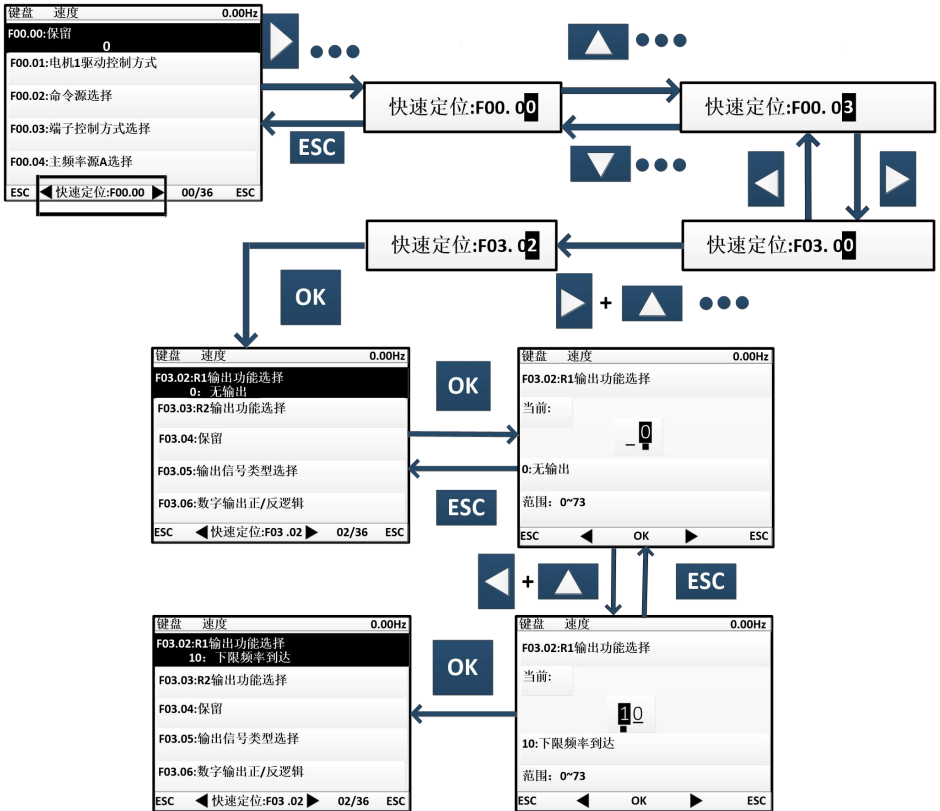 键盘 速度 0.00Hz
F00.00:保留
0
F00.01:电机1驱动控制方式
F00.02:命令源选择
F00.03:端子控制方式选择
F00.04:主频率源A选择
ESC ◀ 快速定位:F00.00 ▶ 00/36 ESC
快速定位:F00. 00
ESC
快速定位:F00. 03
快速定位:F03. 02
快速定位:F03. 00
OK
+
键盘 速度 0.00Hz
F03.02:R1输出功能选择
0: 无输出
F03.03:R2输出功能选择
F03.04:保留
F03.05:输出信号类型选择
F03.06:数字输出正/反逻辑
ESC ◀快速定位:F03 .02▶ 02/36 ESC
OK
ESC
键盘 速度 0.00Hz
F03.02:R1输出功能选择
当前:
_0
0:无输出
范围: 0~73
ESC ◀ OK ▶ ESC
+
ESC
键盘 速度 0.00Hz
F03.02:R1输出功能选择
10: 下限频率到达
F03.03:R2输出功能选择
F03.04:保留
F03.05:输出信号类型选择
F03.06:数字输出正/反逻辑
ESC ◀快速定位:F03 .02▶ 02/36 ESC
OK
键盘 速度 0.00Hz
F03.02:R1输出功能选择
当前:
10
10:下限频率到达
范围: 0~73
ESC ◀ OK ▶ ESC